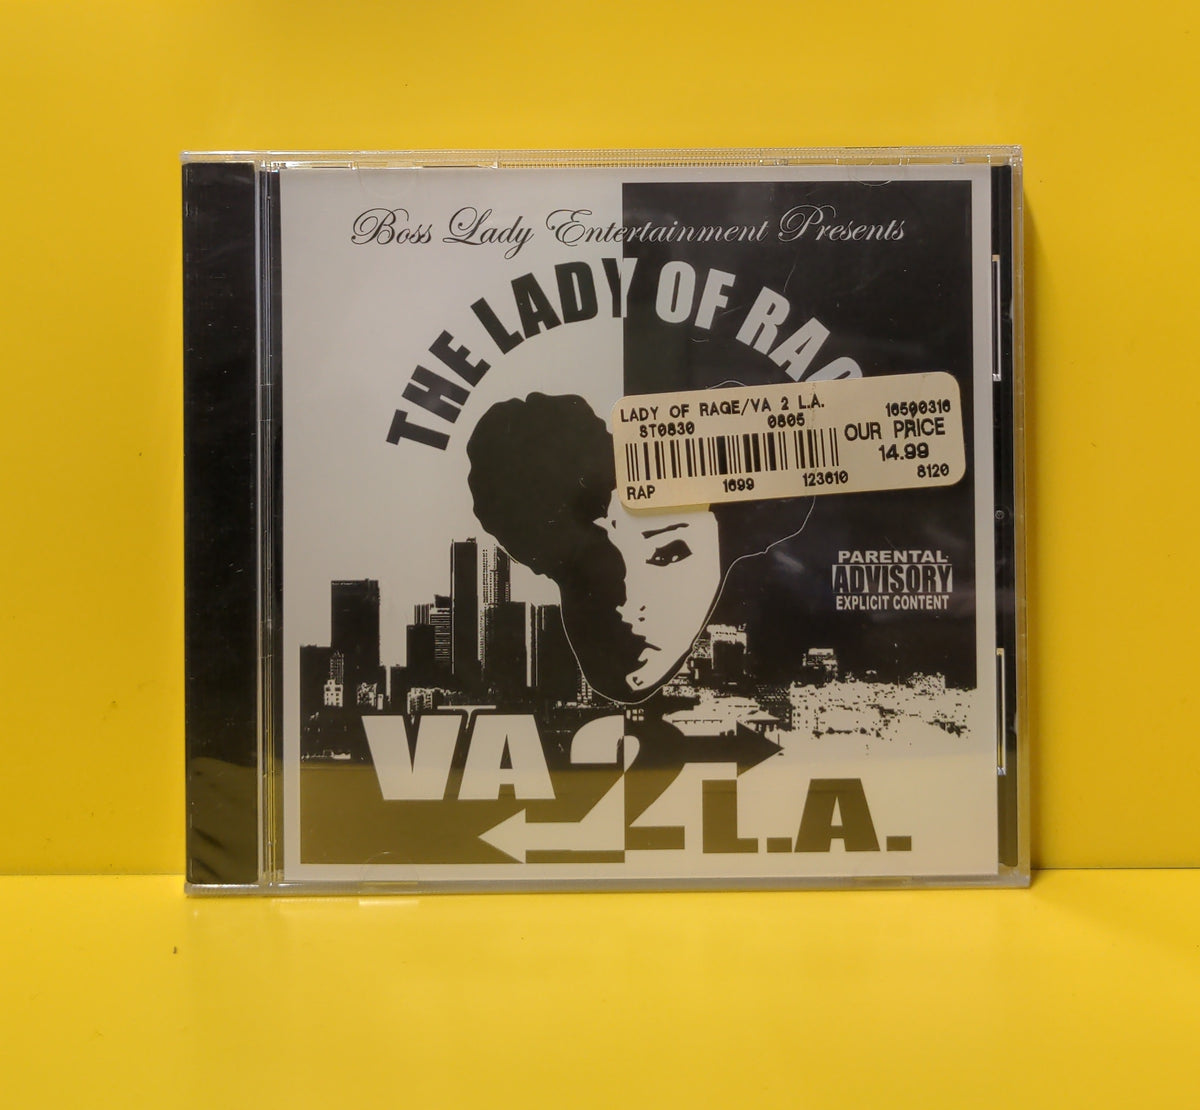 Boss Lady Entertainment Presents
THE LADY OF RAG
LADY OF RAGE/VA 2 L.A. 16590316
ST0830 0805 OUR PRICE
14.99
RAP 1699 123610 8120
PARENTAL
ADVISORY
EXPLICIT CONTENT
VA 2 L.A.